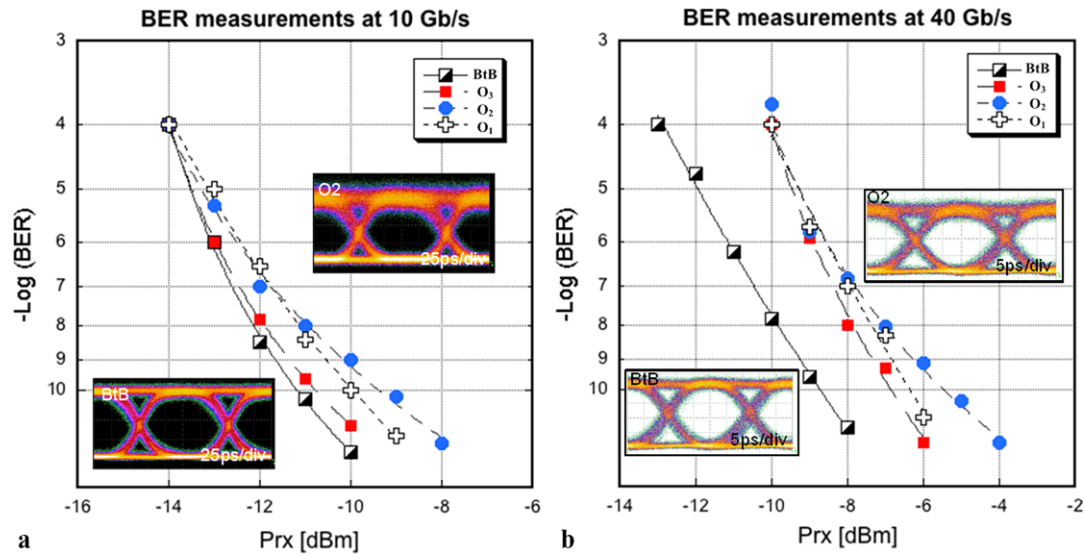 BER measurements at 10 Gb/s
3
4
5
6
7
8
9
10
-Log (BER)
BtB
O3
O2
O1
O2
25ps/div
BtB
25ps/div
-16
-14
-12
-10
-8
-6
a
Prx [dBm]
BER measurements at 40 Gb/s
3
4
5
6
7
8
9
10
-Log (BER)
BtB
O3
O2
O1
O2
5ps/div
BtB
5ps/div
-14
-12
-10
-8
-6
-4
-2
b
Prx [dBm]